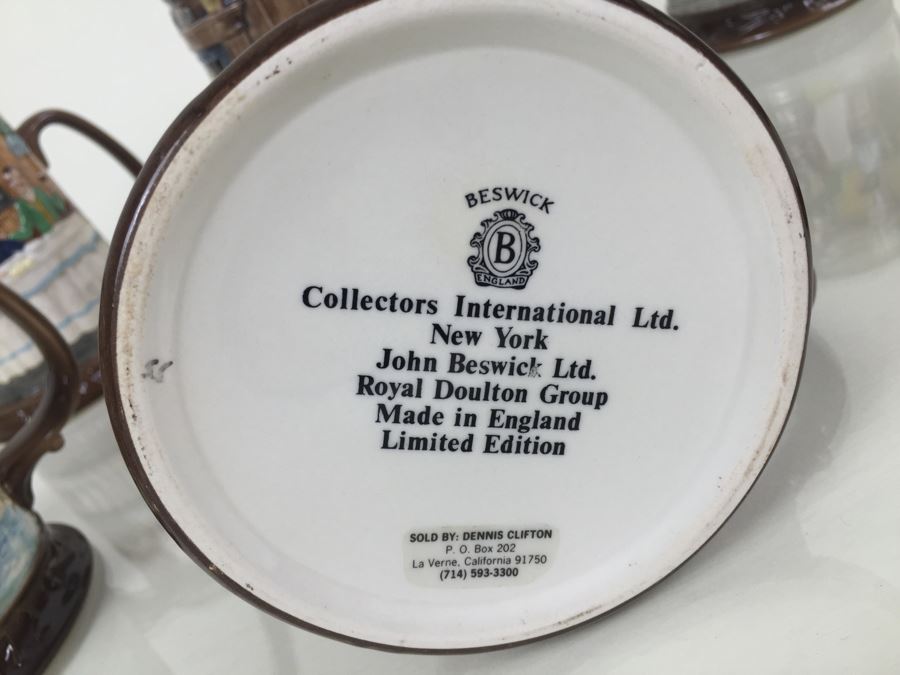 BESWICK
B
ENGLAND
Collectors International Ltd.
New York
John Beswick Ltd.
Royal Doulton Group
Made in England
Limited Edition
SOLD BY: DENNIS CLIFTON
P. O. Box 202
La Verne, California 91750
(714) 593-3300